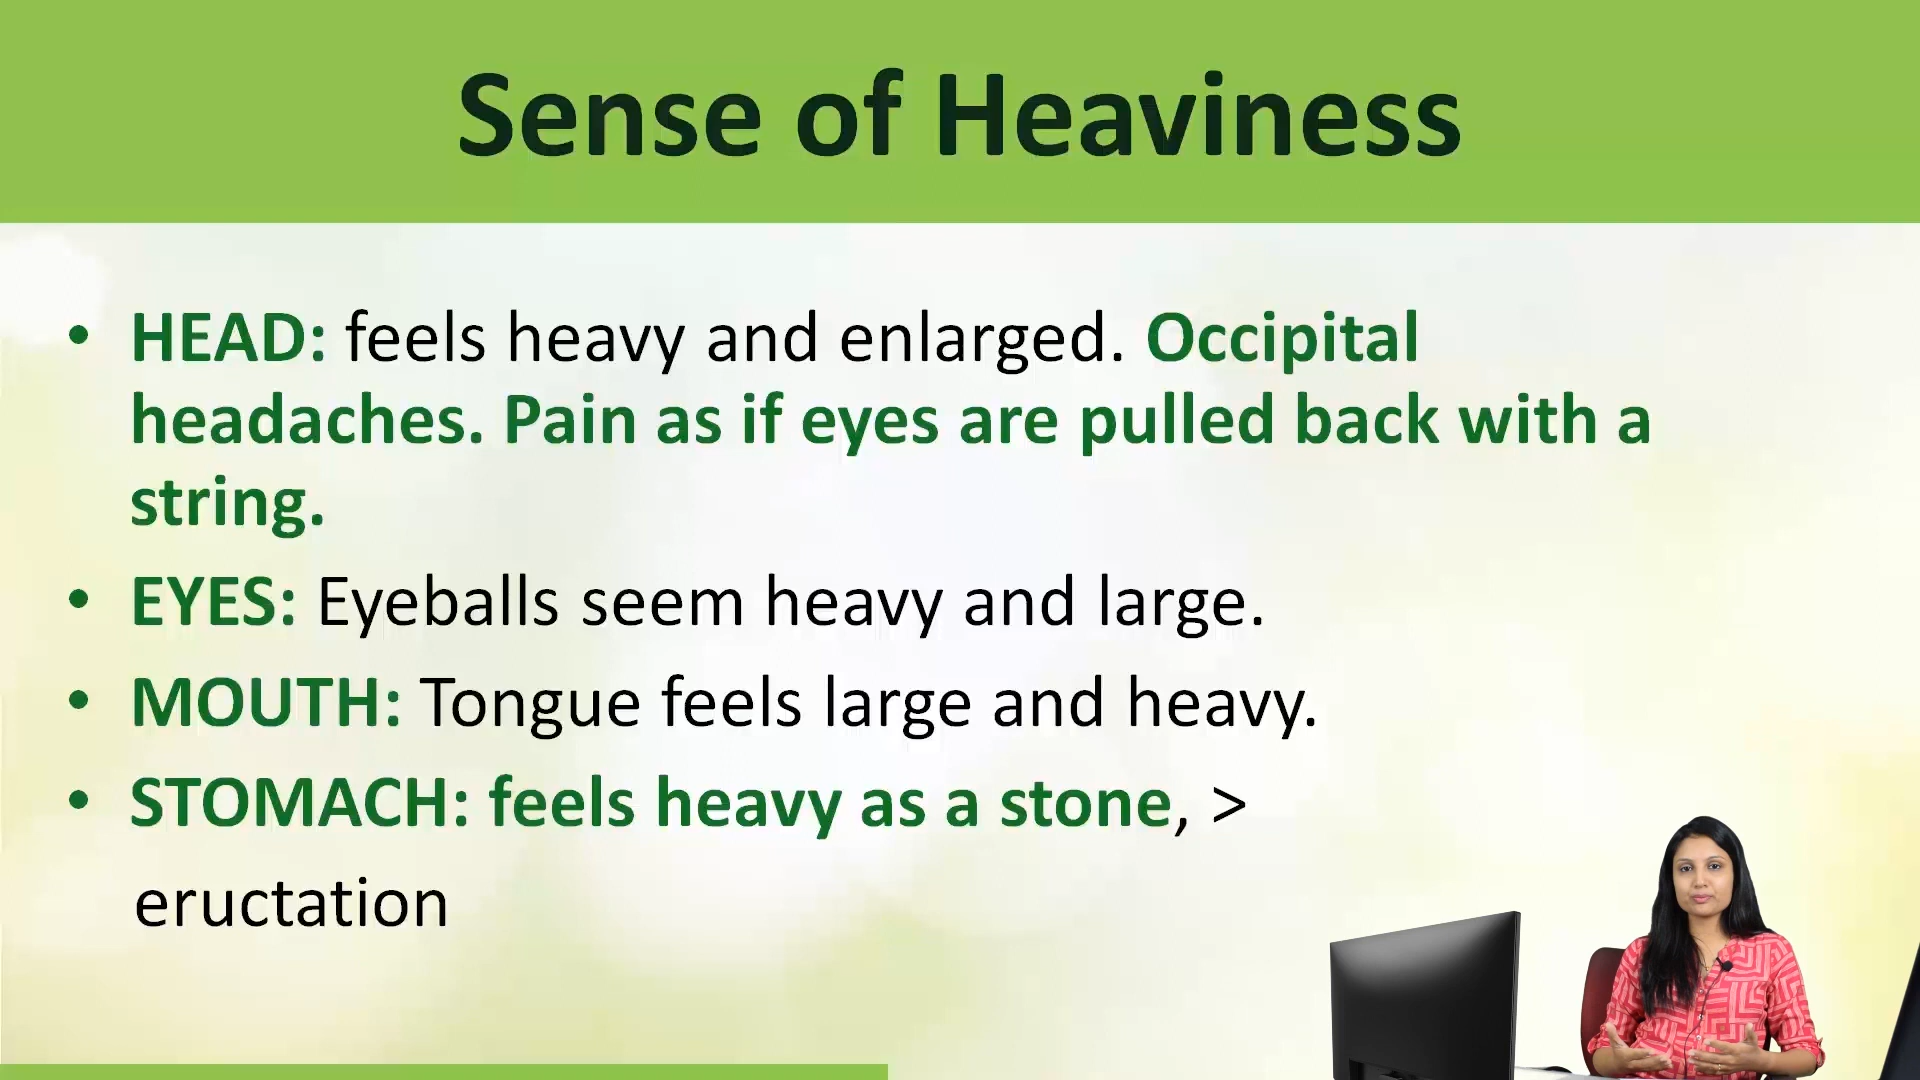 Sense of Heaviness
• HEAD: feels heavy and enlarged. Occipital
headaches. Pain as if eyes are pulled back with a
string.
• EYES: Eyeballs seem heavy and large.
• MOUTH: Tongue feels large and heavy.
• STOMACH: feels heavy as a stone, >
eructation